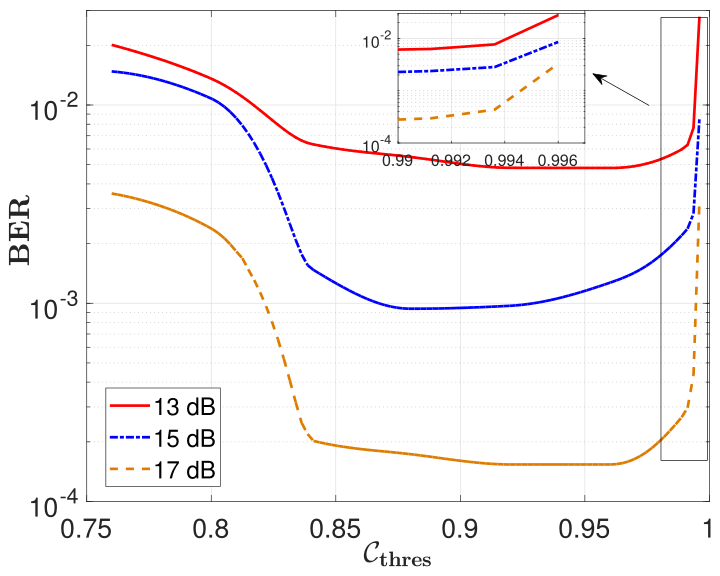 10^-2
10^-4
0.99 0.992 0.994 0.996
10^-2
BER
10^-3
13 dB
15 dB
17 dB
10^-4
0.75 0.8 0.85 0.9 0.95 1
𝒞_thres